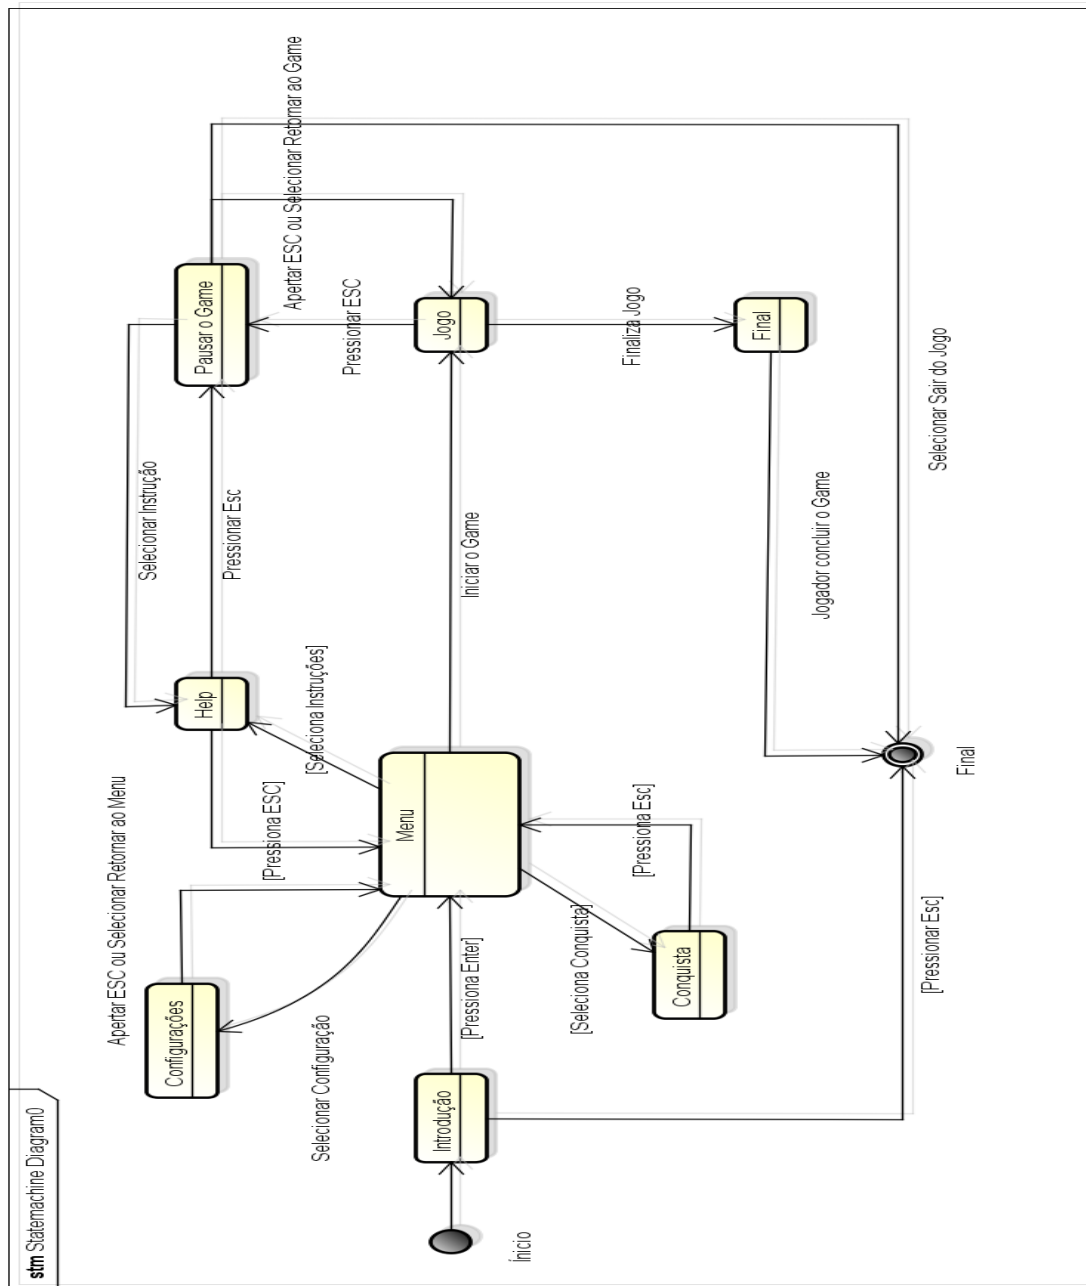 stm Statemachine Diagram0
Ínicio
Introdução
[Pressiona Enter]
[Pressionar Esc]
Configurações
Apertar ESC ou Selecionar Retornar ao Menu
Selecionar Configuração
Menu
[Seleciona Conquista]
Conquista
[Pressiona Esc]
[Pressiona ESC]
[Seleciona Instruções]
Help
Selecionar Instrução
Pressionar Esc
Iniciar o Game
Pausar o Game
Pressionar ESC
Apertar ESC ou Selecionar Retornar ao Game
Jogo
Finaliza Jogo
Final
Jogador concluir o Game
Selecionar Sair do Jogo
Final